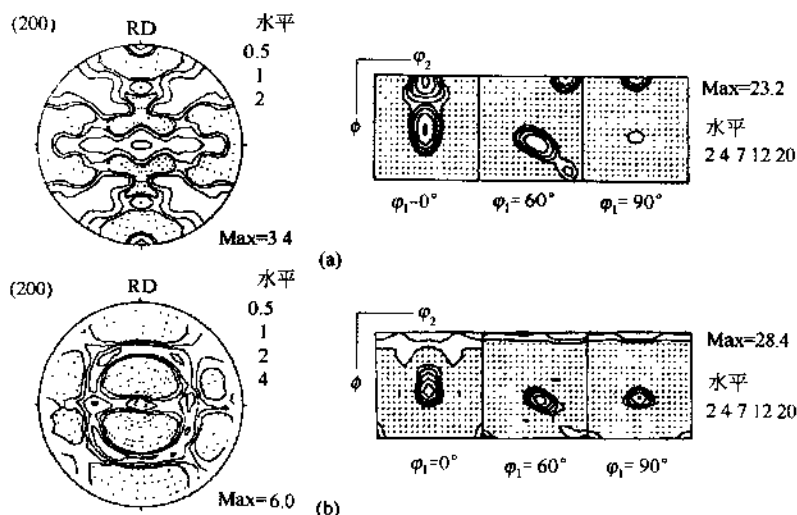 (200)
RD
水平
0.5
1
2
Max=3 4
φ₂
ϕ
φ₁-0°
φ₁=60°
φ₁=90°
Max=23.2
水平
2 4 7 12 20
(a)
(200)
RD
水平
0.5
1
2
4
Max=6.0
φ₂
ϕ
φ₁=0°
φ₁=60°
φ₁=90°
Max=28.4
水平
2 4 7 12 20
(b)